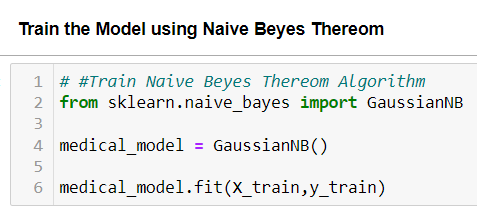 Train the Model using Naive Beyes Thereom
1 # #Train Naive Beyes Thereom Algorithm
2 from sklearn.naive_bayes import GaussianNB
3
4 medical_model = GaussianNB()
5
6 medical_model.fit(X_train,y_train)